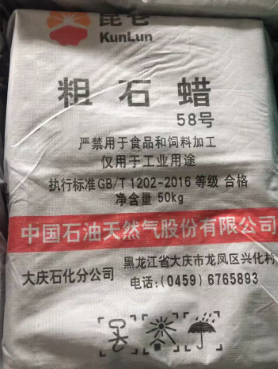 昆仑
KunLun
粗石蜡
58号
严禁用于食品和饲料加工
仅用于工业用途
执行标准GB/T 1202-2016 等级 合格
净含量50kg
中国石油天然气股份有限公司
大庆石化分公司
黑龙江省大庆市龙凤区兴化村
电话:(0459) 6765893